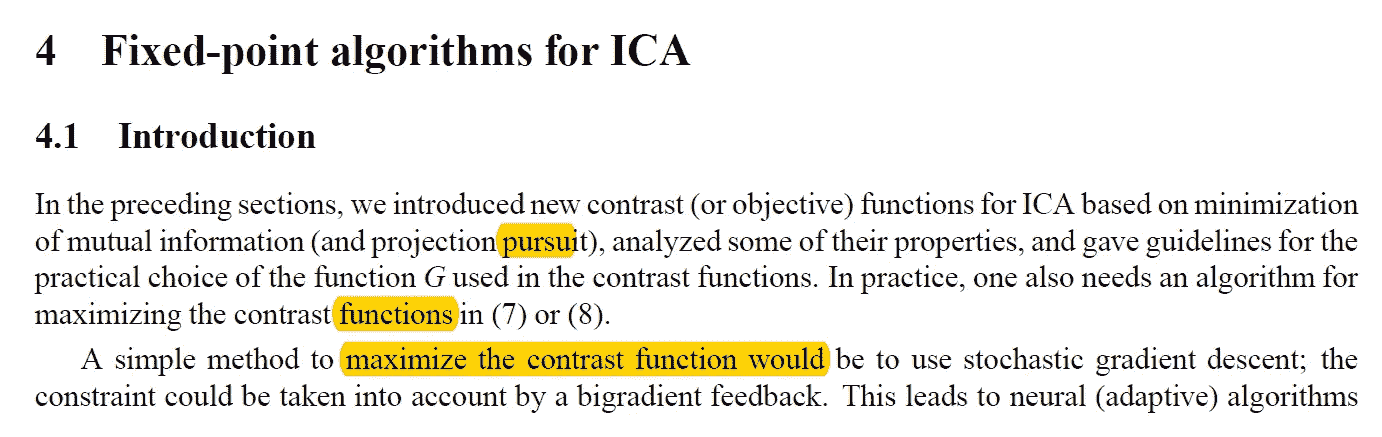 4 Fixed-point algorithms for ICA
4.1 Introduction
In the preceding sections, we introduced new contrast (or objective) functions for ICA based on minimization
of mutual information (and projection pursuit), analyzed some of their properties, and gave guidelines for the
practical choice of the function G used in the contrast functions. In practice, one also needs an algorithm for
maximizing the contrast functions in (7) or (8).
A simple method to maximize the contrast function would be to use stochastic gradient descent; the
constraint could be taken into account by a bigradient feedback. This leads to neural (adaptive) algorithms